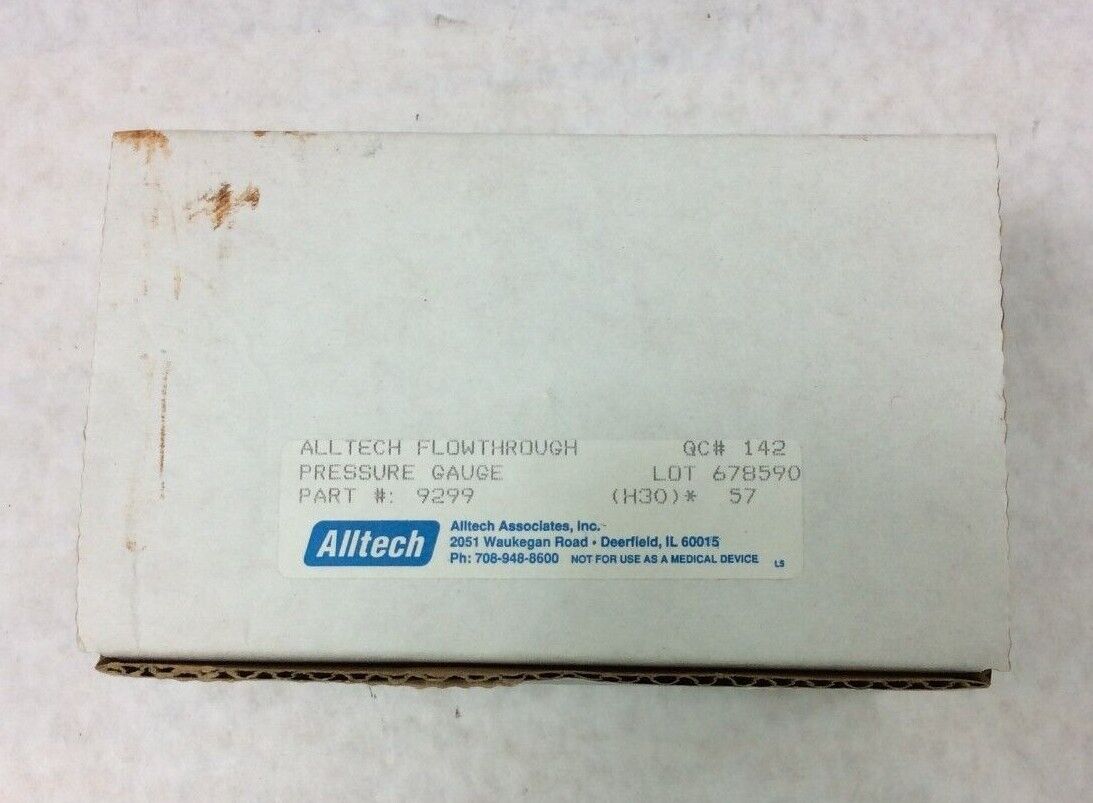 ALLTECH FLOWTHROUGH QC# 142
PRESSURE GAUGE LOT 678590
PART #: 9299 (H30)* 57
Alltech
Alltech Associates, Inc.
2051 Waukegan Road • Deerfield, IL 60015
Ph: 708-948-8600 NOT FOR USE AS A MEDICAL DEVICE L5